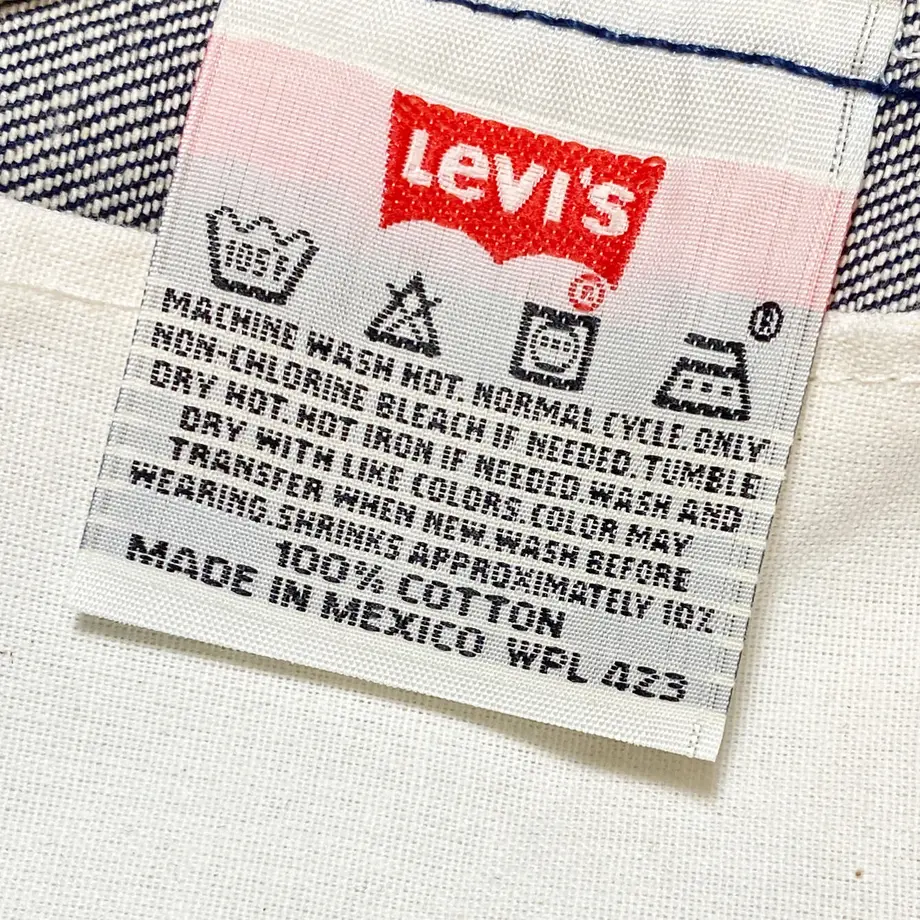 Levi's
®
105F
®
MACHINE WASH HOT. NORMAL CYCLE. ONLY
NON-CHLORINE BLEACH IF NEEDED. TUMBLE
DRY HOT. HOT IRON IF NEEDED. WASH AND
DRY WITH LIKE COLORS. COLOR MAY
TRANSFER WHEN NEW. WASH BEFORE
WEARING. SHRINKS APPROXIMATELY 10%
100% COTTON
MADE IN MEXICO WPL 423